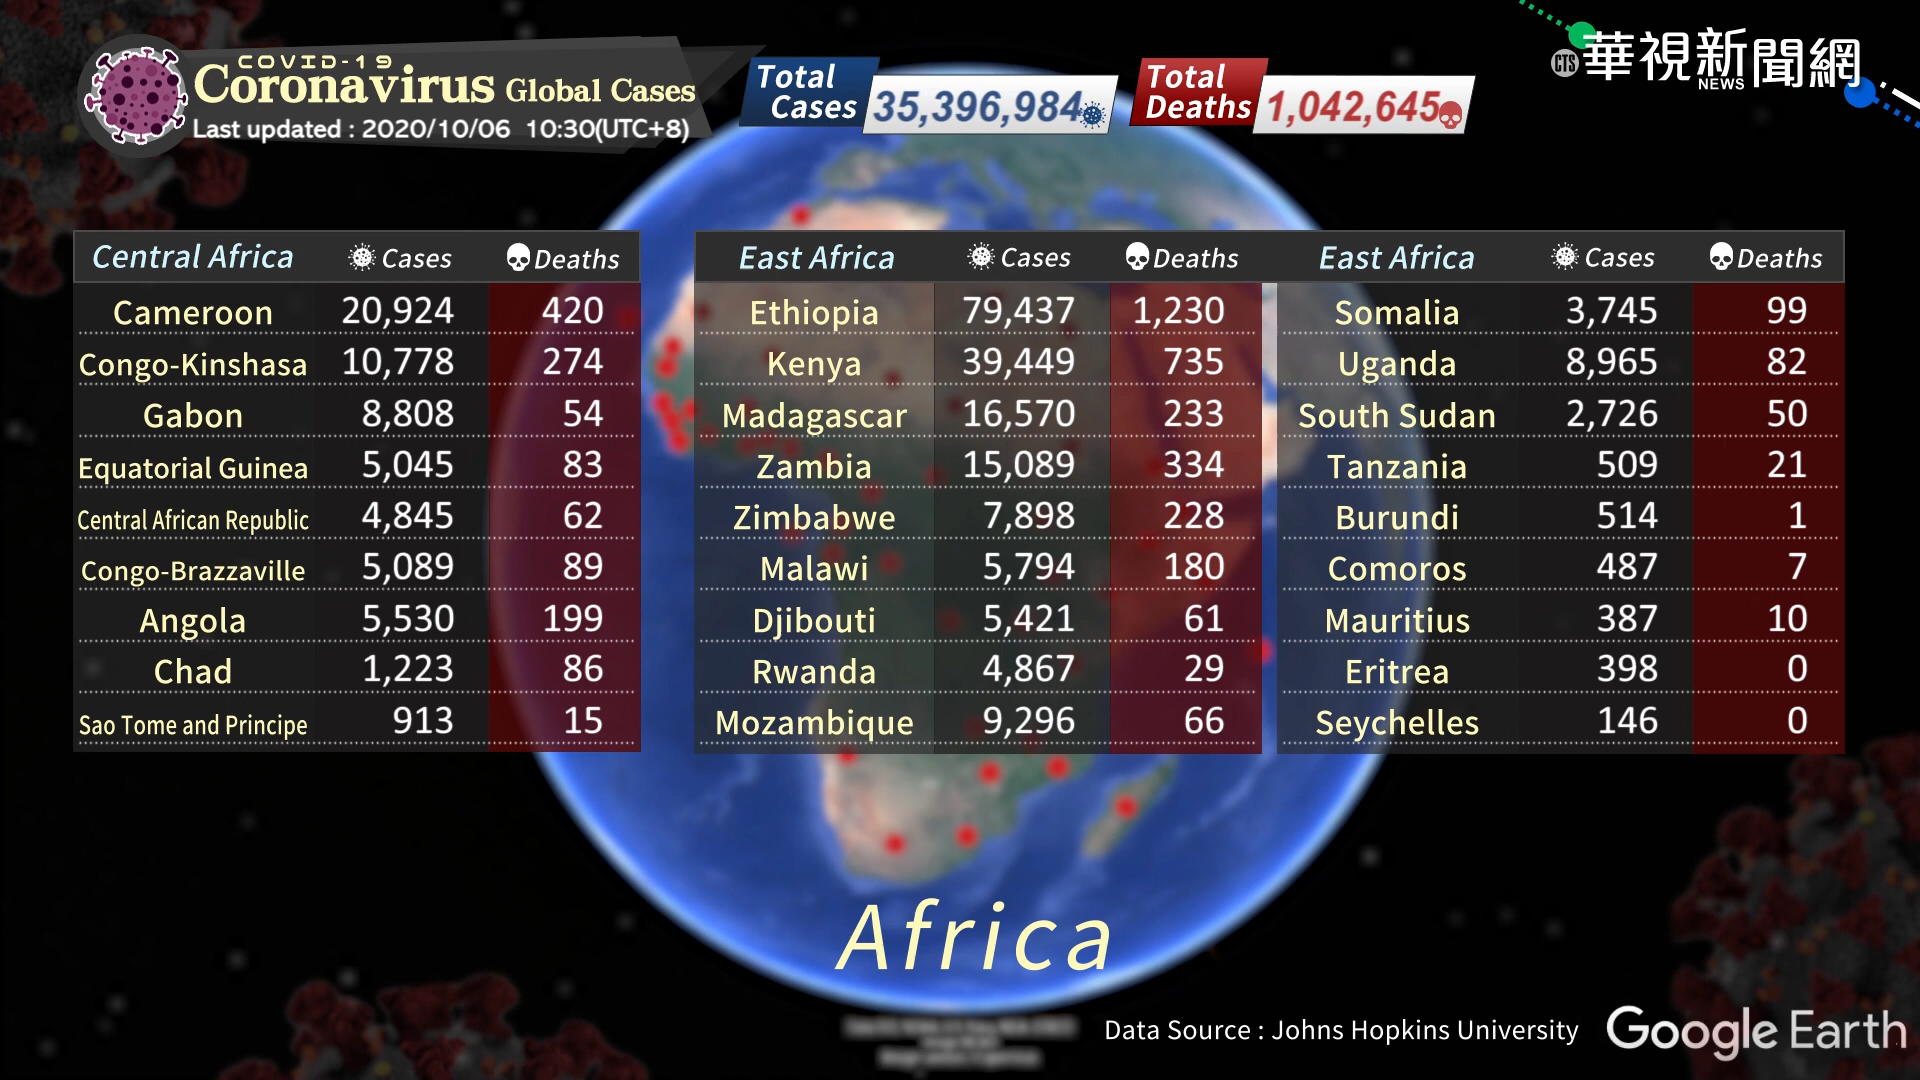 COVID-19
Coronavirus Global Cases
Last updated : 2020/10/06 10:30(UTC+8)
Total Cases 35,396,984
Total Deaths 1,042,645
CTS 華視新聞網
NEWS
Central Africa Cases Deaths
Cameroon 20,924 420
Congo-Kinshasa 10,778 274
Gabon 8,808 54
Equatorial Guinea 5,045 83
Central African Republic 4,845 62
Congo-Brazzaville 5,089 89
Angola 5,530 199
Chad 1,223 86
Sao Tome and Principe 913 15
East Africa Cases Deaths
Ethiopia 79,437 1,230
Kenya 39,449 735
Madagascar 16,570 233
Zambia 15,089 334
Zimbabwe 7,898 228
Malawi 5,794 180
Djibouti 5,421 61
Rwanda 4,867 29
Mozambique 9,296 66
East Africa Cases Deaths
Somalia 3,745 99
Uganda 8,965 82
South Sudan 2,726 50
Tanzania 509 21
Burundi 514 1
Comoros 487 7
Mauritius 387 10
Eritrea 398 0
Seychelles 146 0
Africa
Data Source : Johns Hopkins University
Google Earth